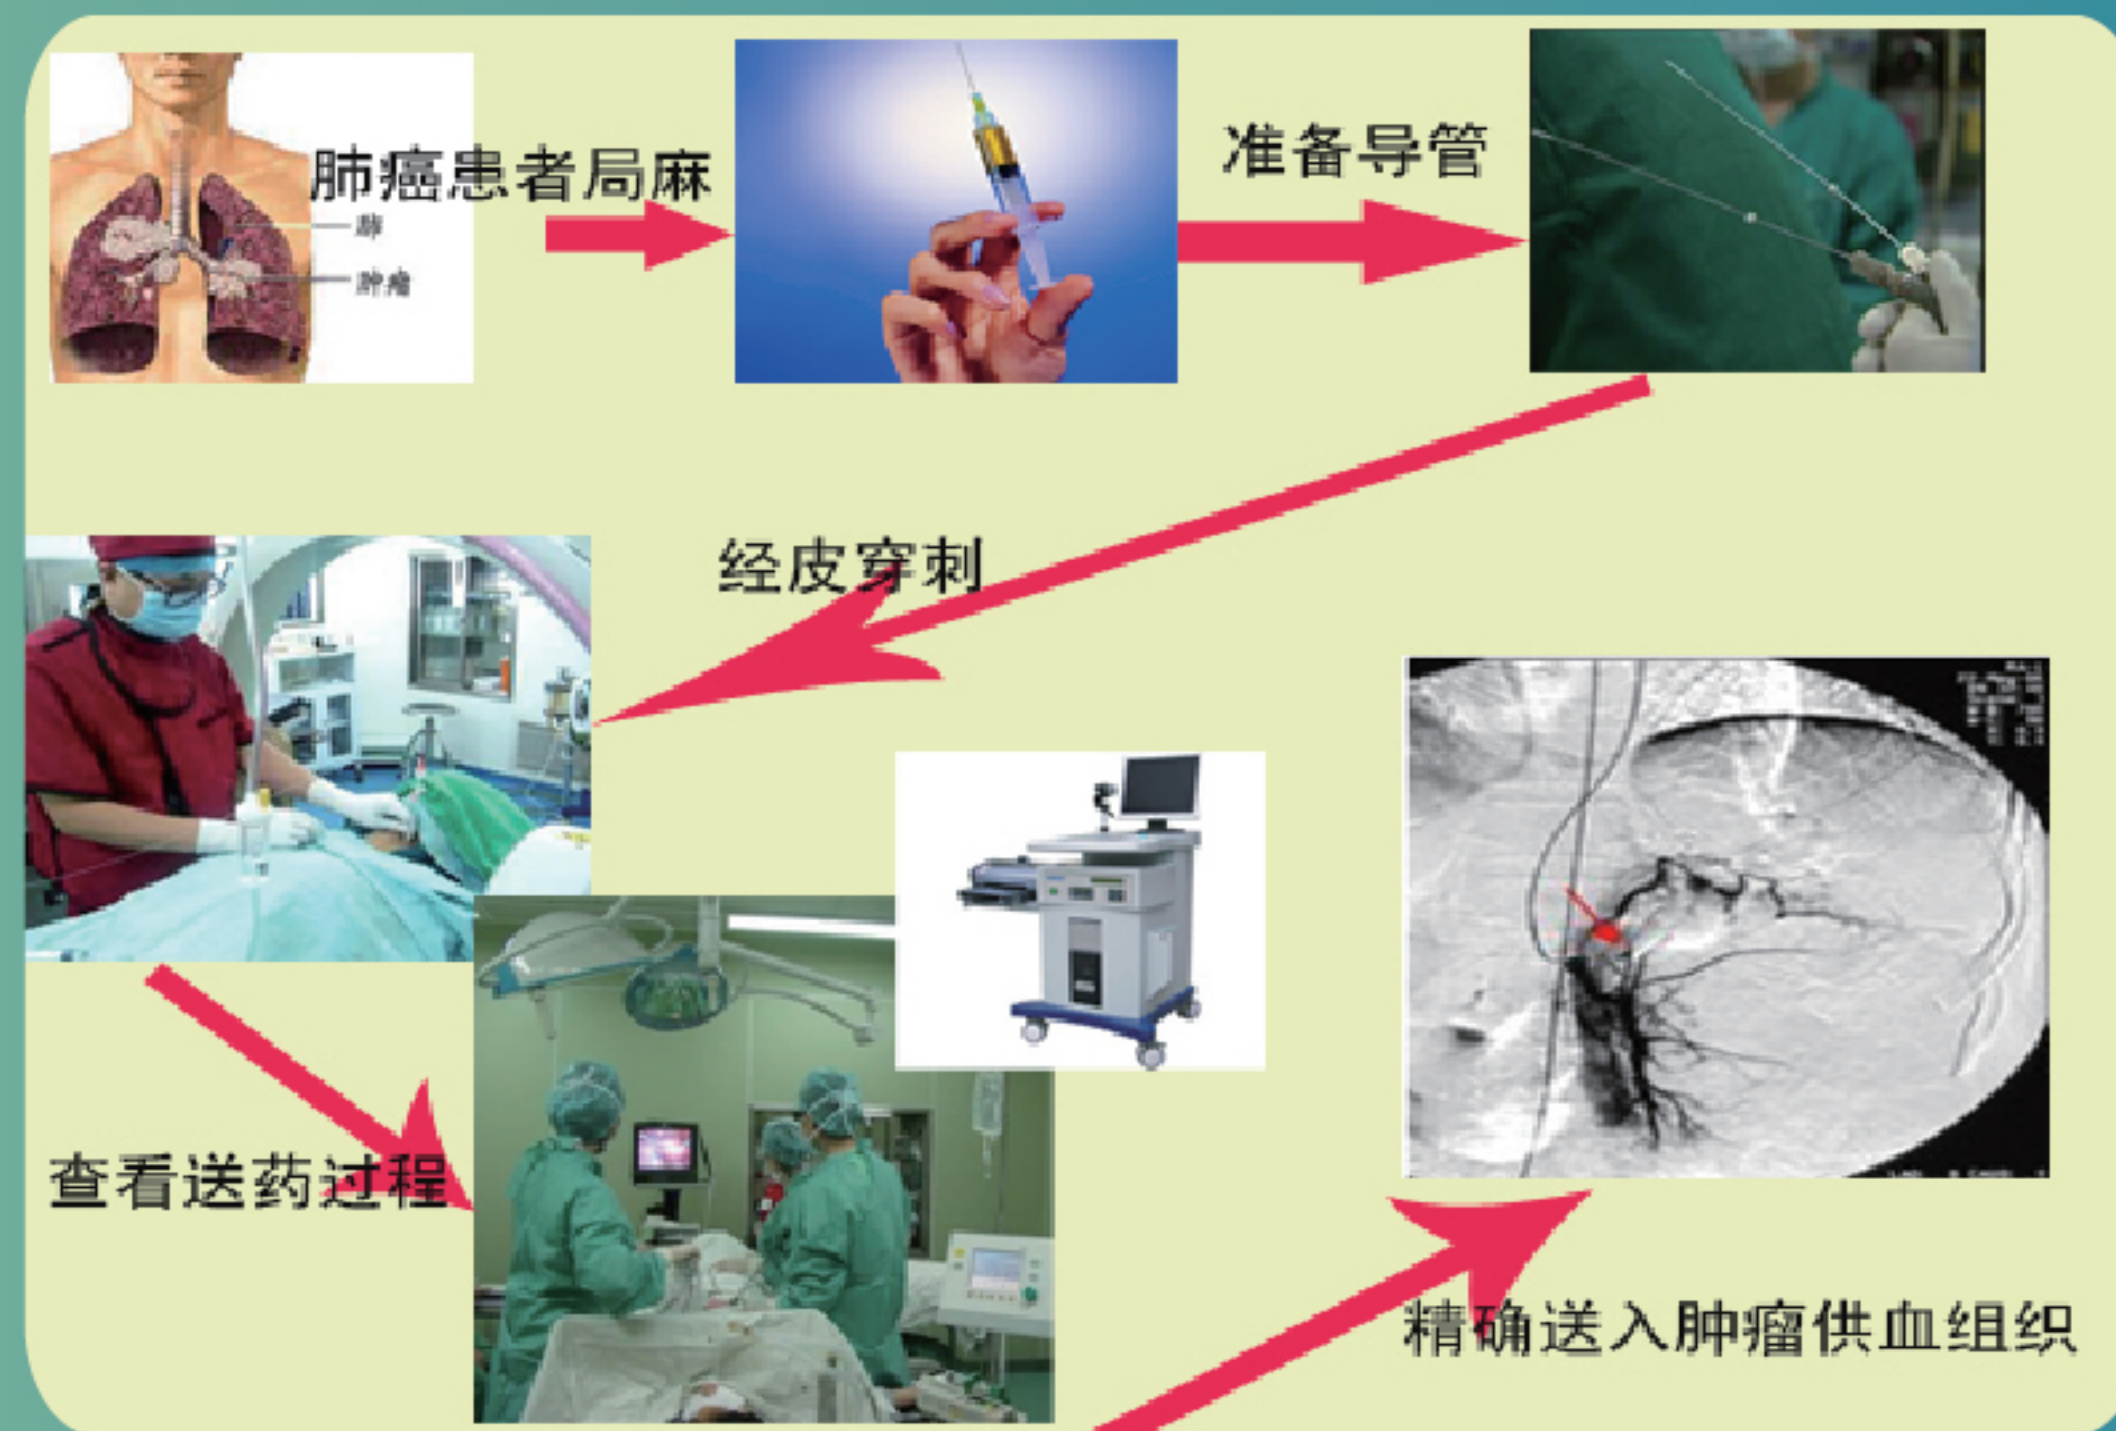 肺癌患者局麻
准备导管
肺
肿瘤
经皮穿刺
查看送药过程
精确送入肿瘤供血组织